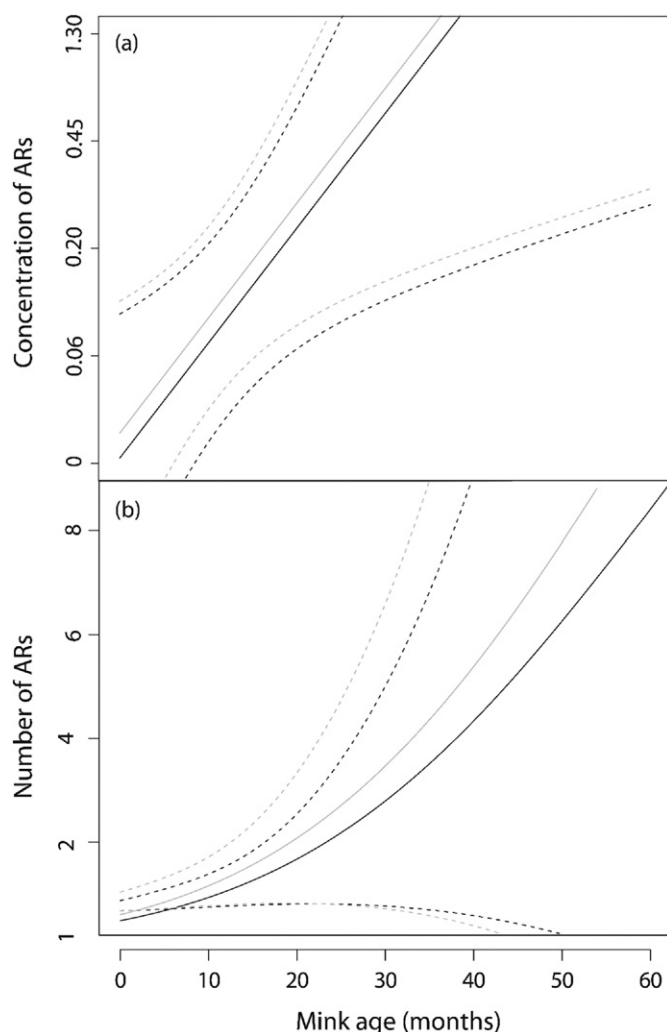 (a)
1.30
0.45
0.20
0.06
0
Concentration of ARs
(b)
8
6
4
2
1
Number of ARs
0 10 20 30 40 50 60
Mink age (months)